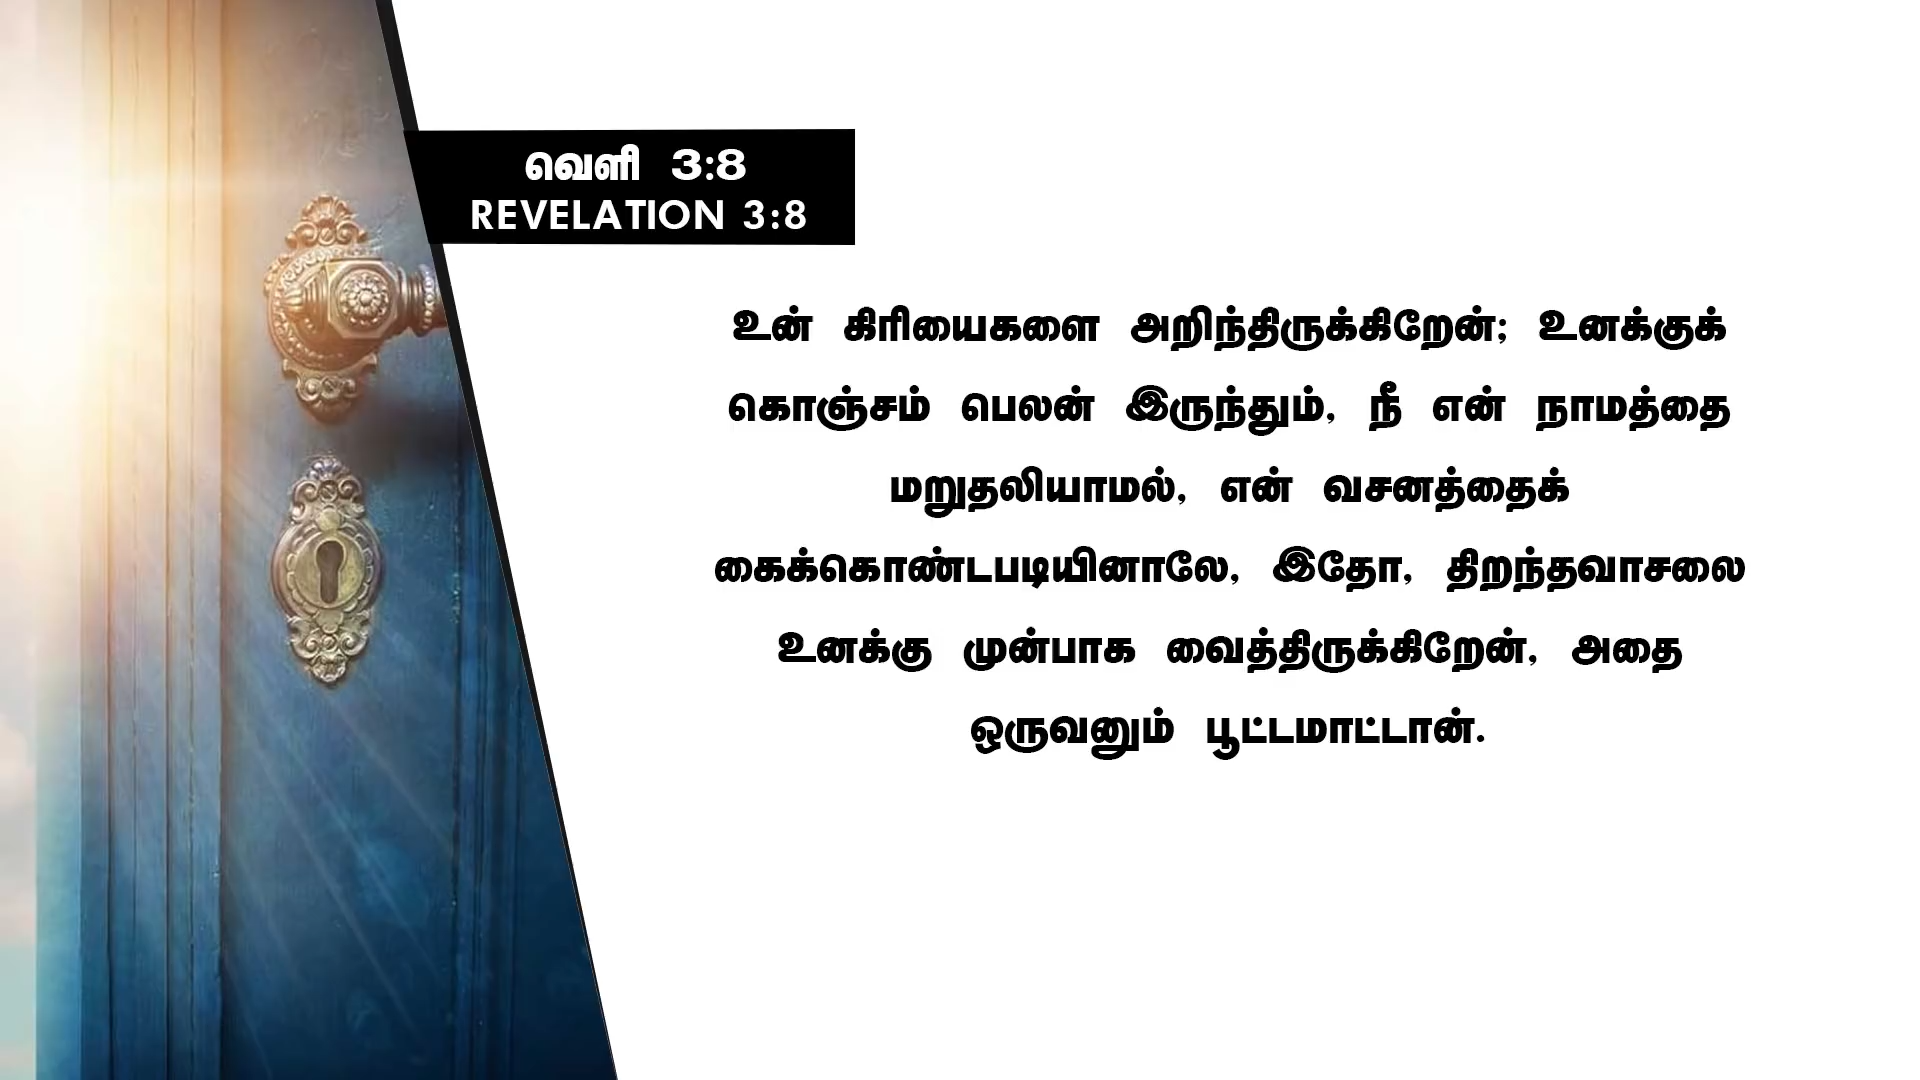 வெளி 3:8
REVELATION 3:8
உன் கிரியைகளை அறிந்திருக்கிறேன்; உனக்குக்
கொஞ்சம் பெலன் இருந்தும், நீ என் நாமத்தை
மறுதலியாமல், என் வசனத்தைக்
கைக்கொண்டபடியினாலே, இதோ, திறந்தவாசலை
உனக்கு முன்பாக வைத்திருக்கிறேன், அதை
ஒருவனும் பூட்டமாட்டான்.